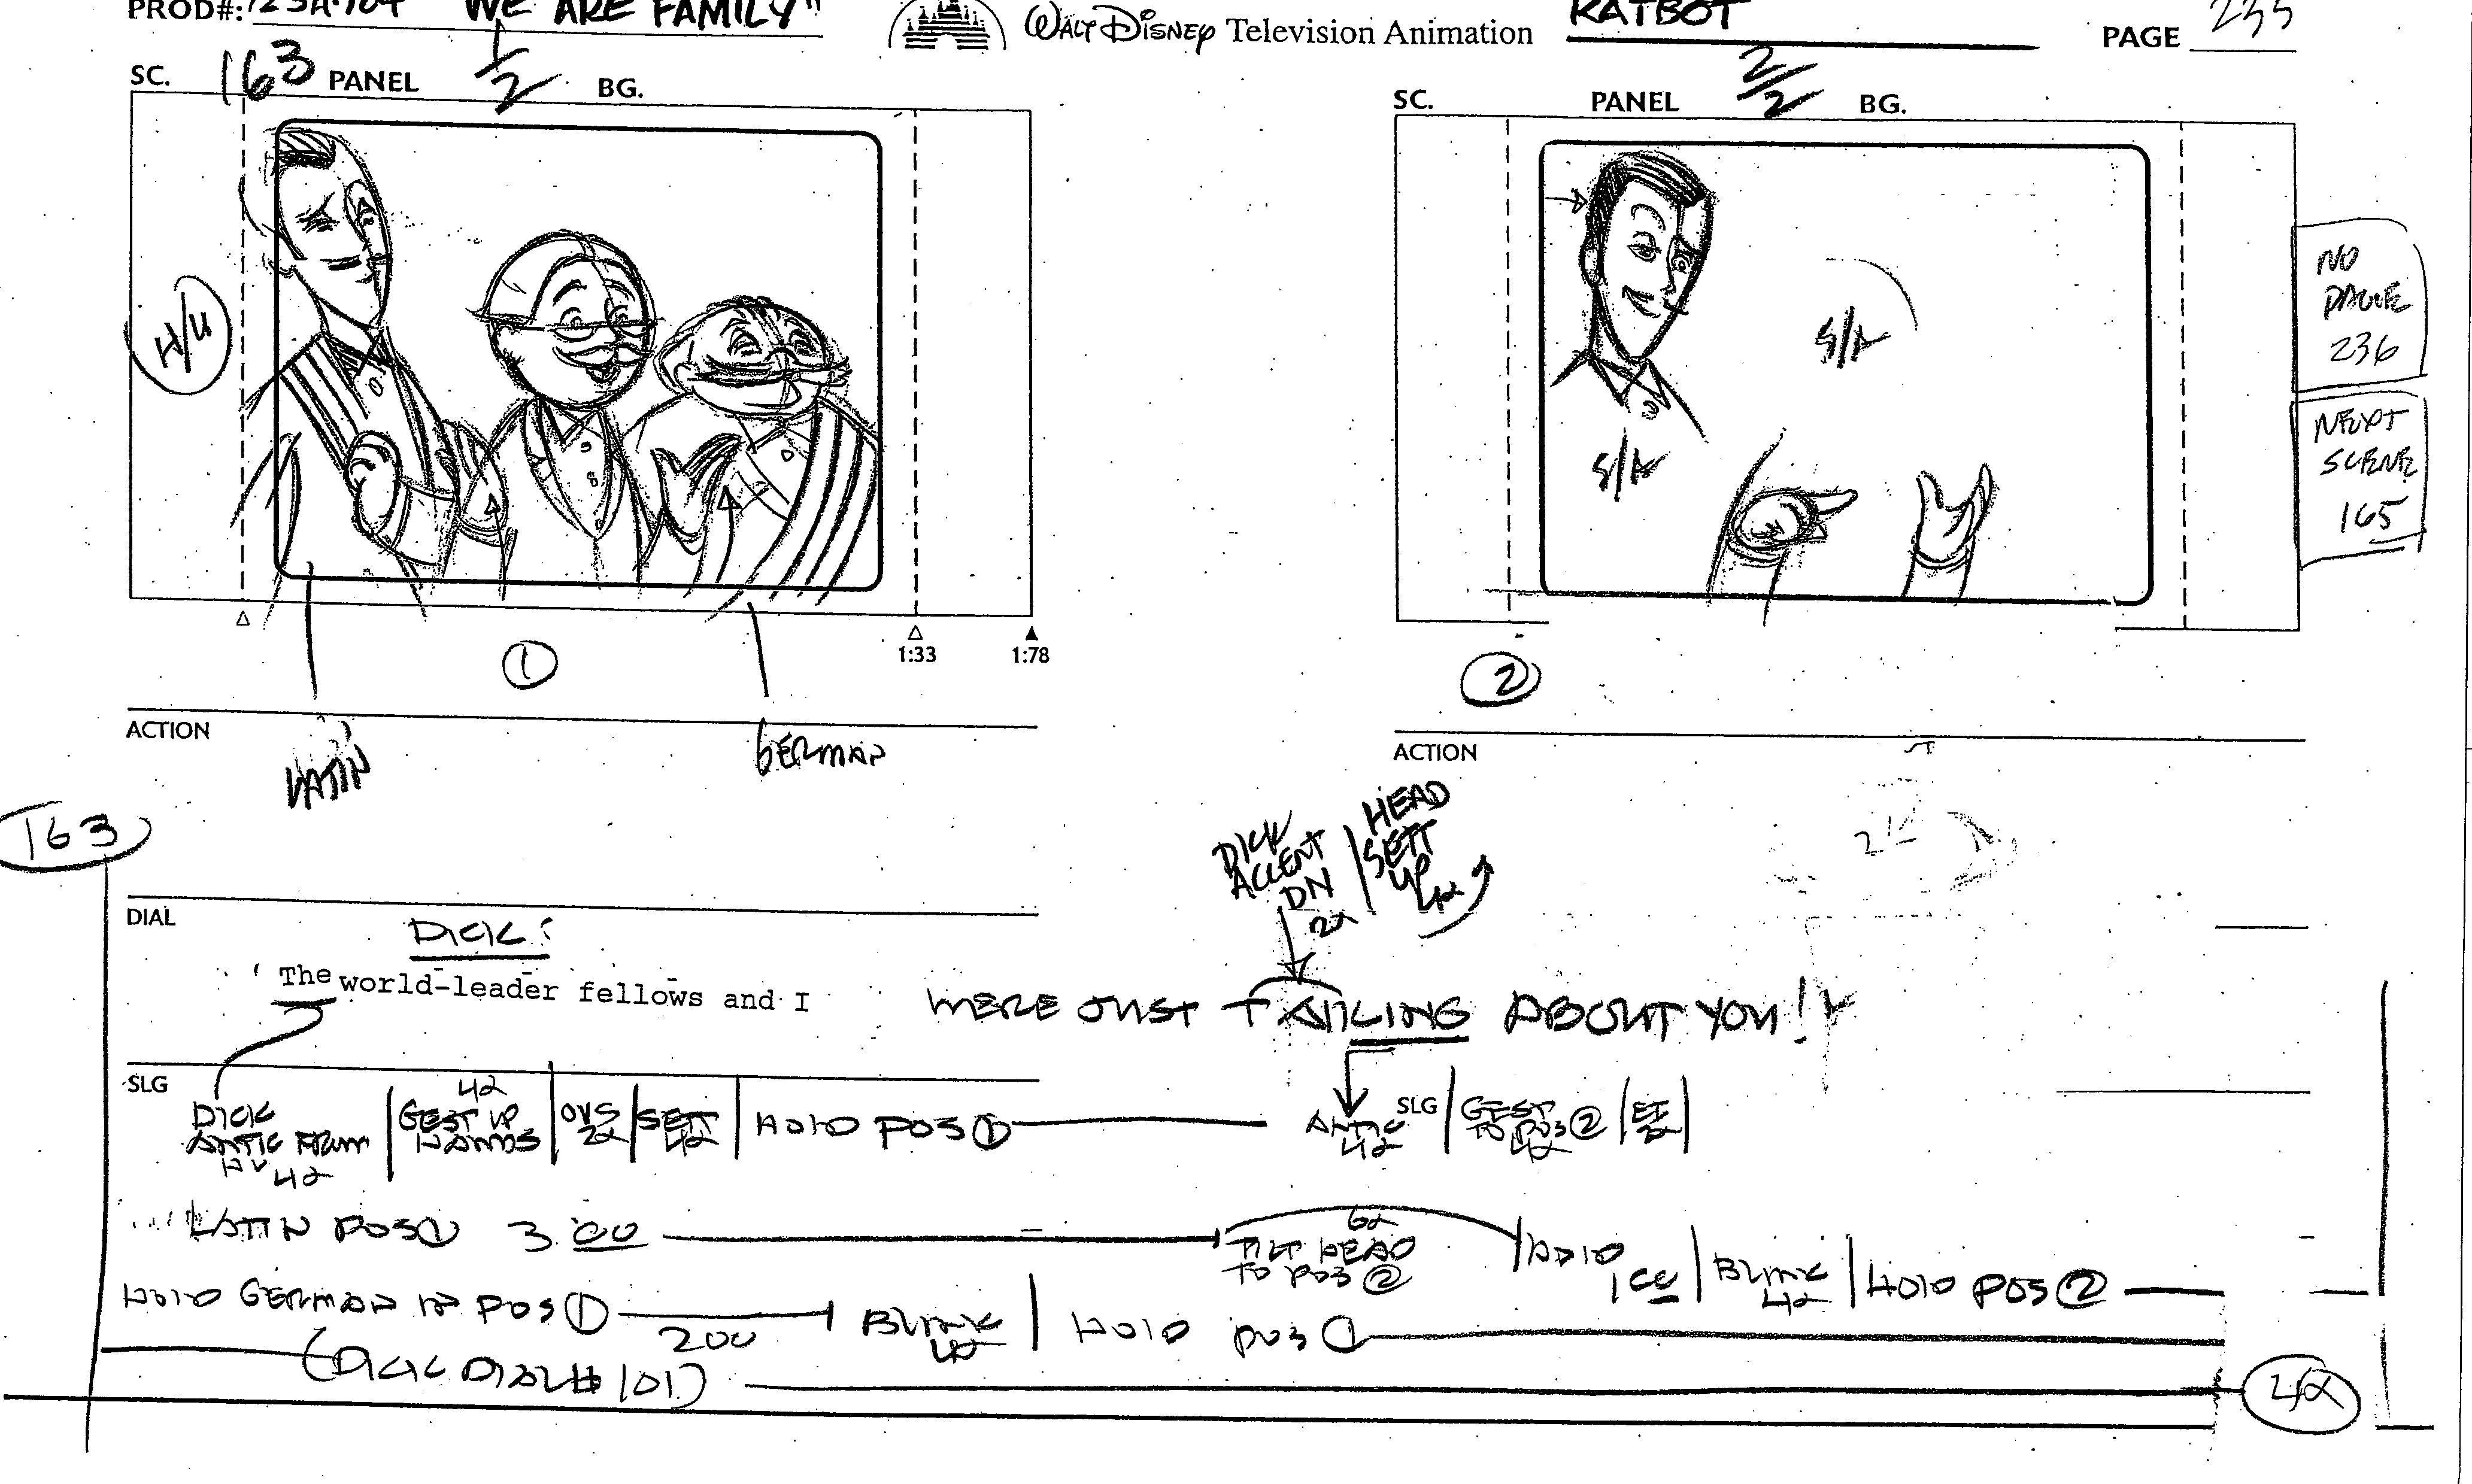 PROD#: 123A-104 "WE ARE FAMILY"
WALT DISNEY Television Animation
RATBOT
PAGE 235
SC. 163 PANEL 1/2 BG.
SC. PANEL 2/2 BG.
H/U
S/A
S/A
NO
PAGE
236
NEXT
SCENE
165
1:33
1:78
1
2
ACTION
LATIN
GERMAN
ACTION
163
DICK
ACCENT
DN
2x
HEAD
SETT
UP
4x
DIAL
DICK:
The world-leader fellows and I
WERE JUST TALKING ABOUT YOU!
SLG
DICK
ANTIC FROM
HU 4x
4x
GEST UP
HANDS
OVS
2x
SETT
4x
HOLD POS 1
ANTIC
4x
SLG
GEST
TO POS 2
4x
LATIN POS 1 3 00
6x
TILT HEAD
TO POS 2
HOLD
1 00
BLINK
4x
HOLD POS 2
HOLD GERMAN IN POS 1
200
BLINK
4x
HOLD POS 1
(DICK DIAL# 101)
4x